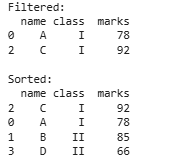 Filtered:
  name class  marks
0    A     I     78
2    C     I     92

Sorted:
  name class  marks
2    C     I     92
0    A     I     78
1    B    II     85
3    D    II     66